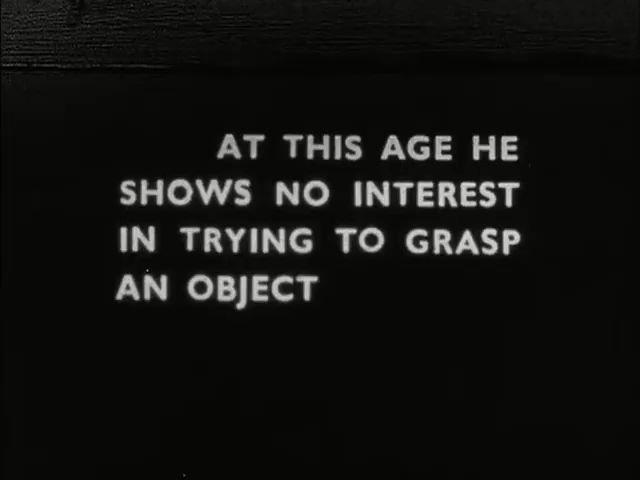 AT THIS AGE HE
SHOWS NO INTEREST
IN TRYING TO GRASP
AN OBJECT